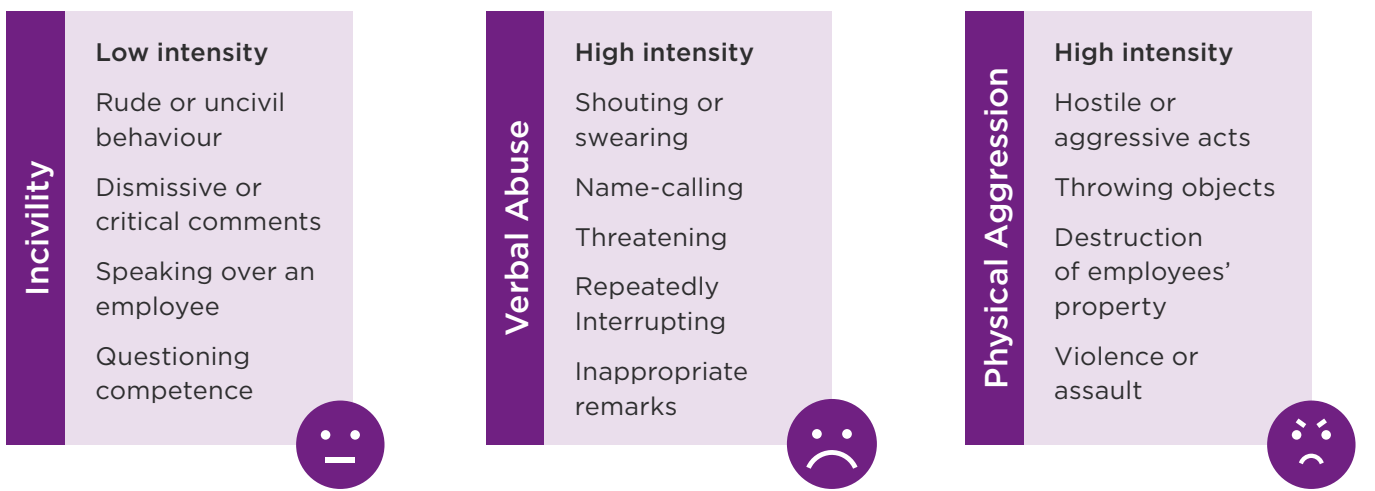 Incivility
Low intensity
Rude or uncivil
behaviour
Dismissive or
critical comments
Speaking over an
employee
Questioning
competence
Verbal Abuse
High intensity
Shouting or
swearing
Name-calling
Threatening
Repeatedly
Interrupting
Inappropriate
remarks
Physical Aggression
High intensity
Hostile or
aggressive acts
Throwing objects
Destruction
of employees’
property
Violence or
assault